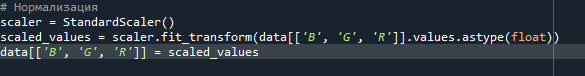 # Нормализация
scaler = StandardScaler()
scaled_values = scaler.fit_transform(data[['B', 'G', 'R']].values.astype(float))
data[['B', 'G', 'R']] = scaled_values